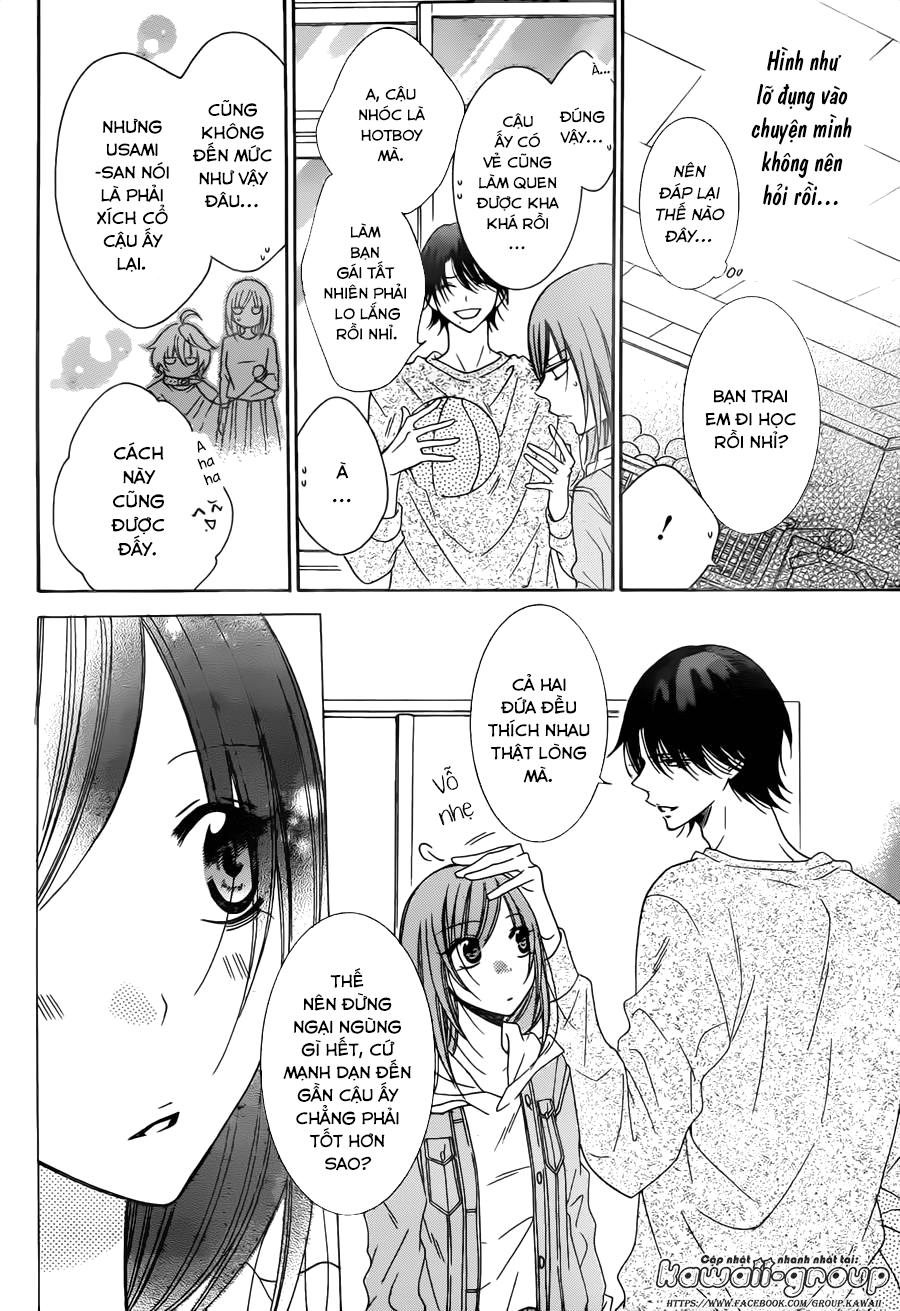 Hình như
lỡ đụng vào
chuyện mình
không nên
hỏi rồi...
NÊN
ĐÁP LẠI
THẾ NÀO
ĐÂY...
BẠN TRAI
EM ĐI HỌC
RỒI NHỈ?
!
À...
ĐÚNG
VẬY...
CẬU
ẤY CÓ
VẺ CŨNG
LÀM QUEN
ĐƯỢC KHA
KHÁ RỒI
...
A, CẬU
NHÓC LÀ
HOTBOY
MÀ.
LÀM
BẠN
GÁI TẤT
NHIÊN PHẢI
LO LẮNG
RỒI NHỈ.
À
...
CŨNG
KHÔNG
ĐẾN MỨC
NHƯ VẬY
ĐÂU...
NHƯNG
USAMI
-SAN NÓI
LÀ PHẢI
XÍCH CỔ
CẬU ẤY
LẠI.
A
ha
ha
CÁCH
NÀY
CŨNG
ĐƯỢC
ĐẤY.
CẢ HAI
ĐỨA ĐỀU
THÍCH NHAU
THẬT LÒNG
MÀ.
Vỗ
nhẹ
THẾ
NÊN ĐỪNG
NGẠI NGÙNG
GÌ HẾT, CỨ
MẠNH DẠN ĐẾN
GẦN CẬU ẤY
CHẲNG PHẢI
TỐT HƠN
SAO?
Cập nhật nhanh nhất tại:
Kawaii-group
HTTPS://WWW.FACEBOOK.COM/GROUP.KAWAII